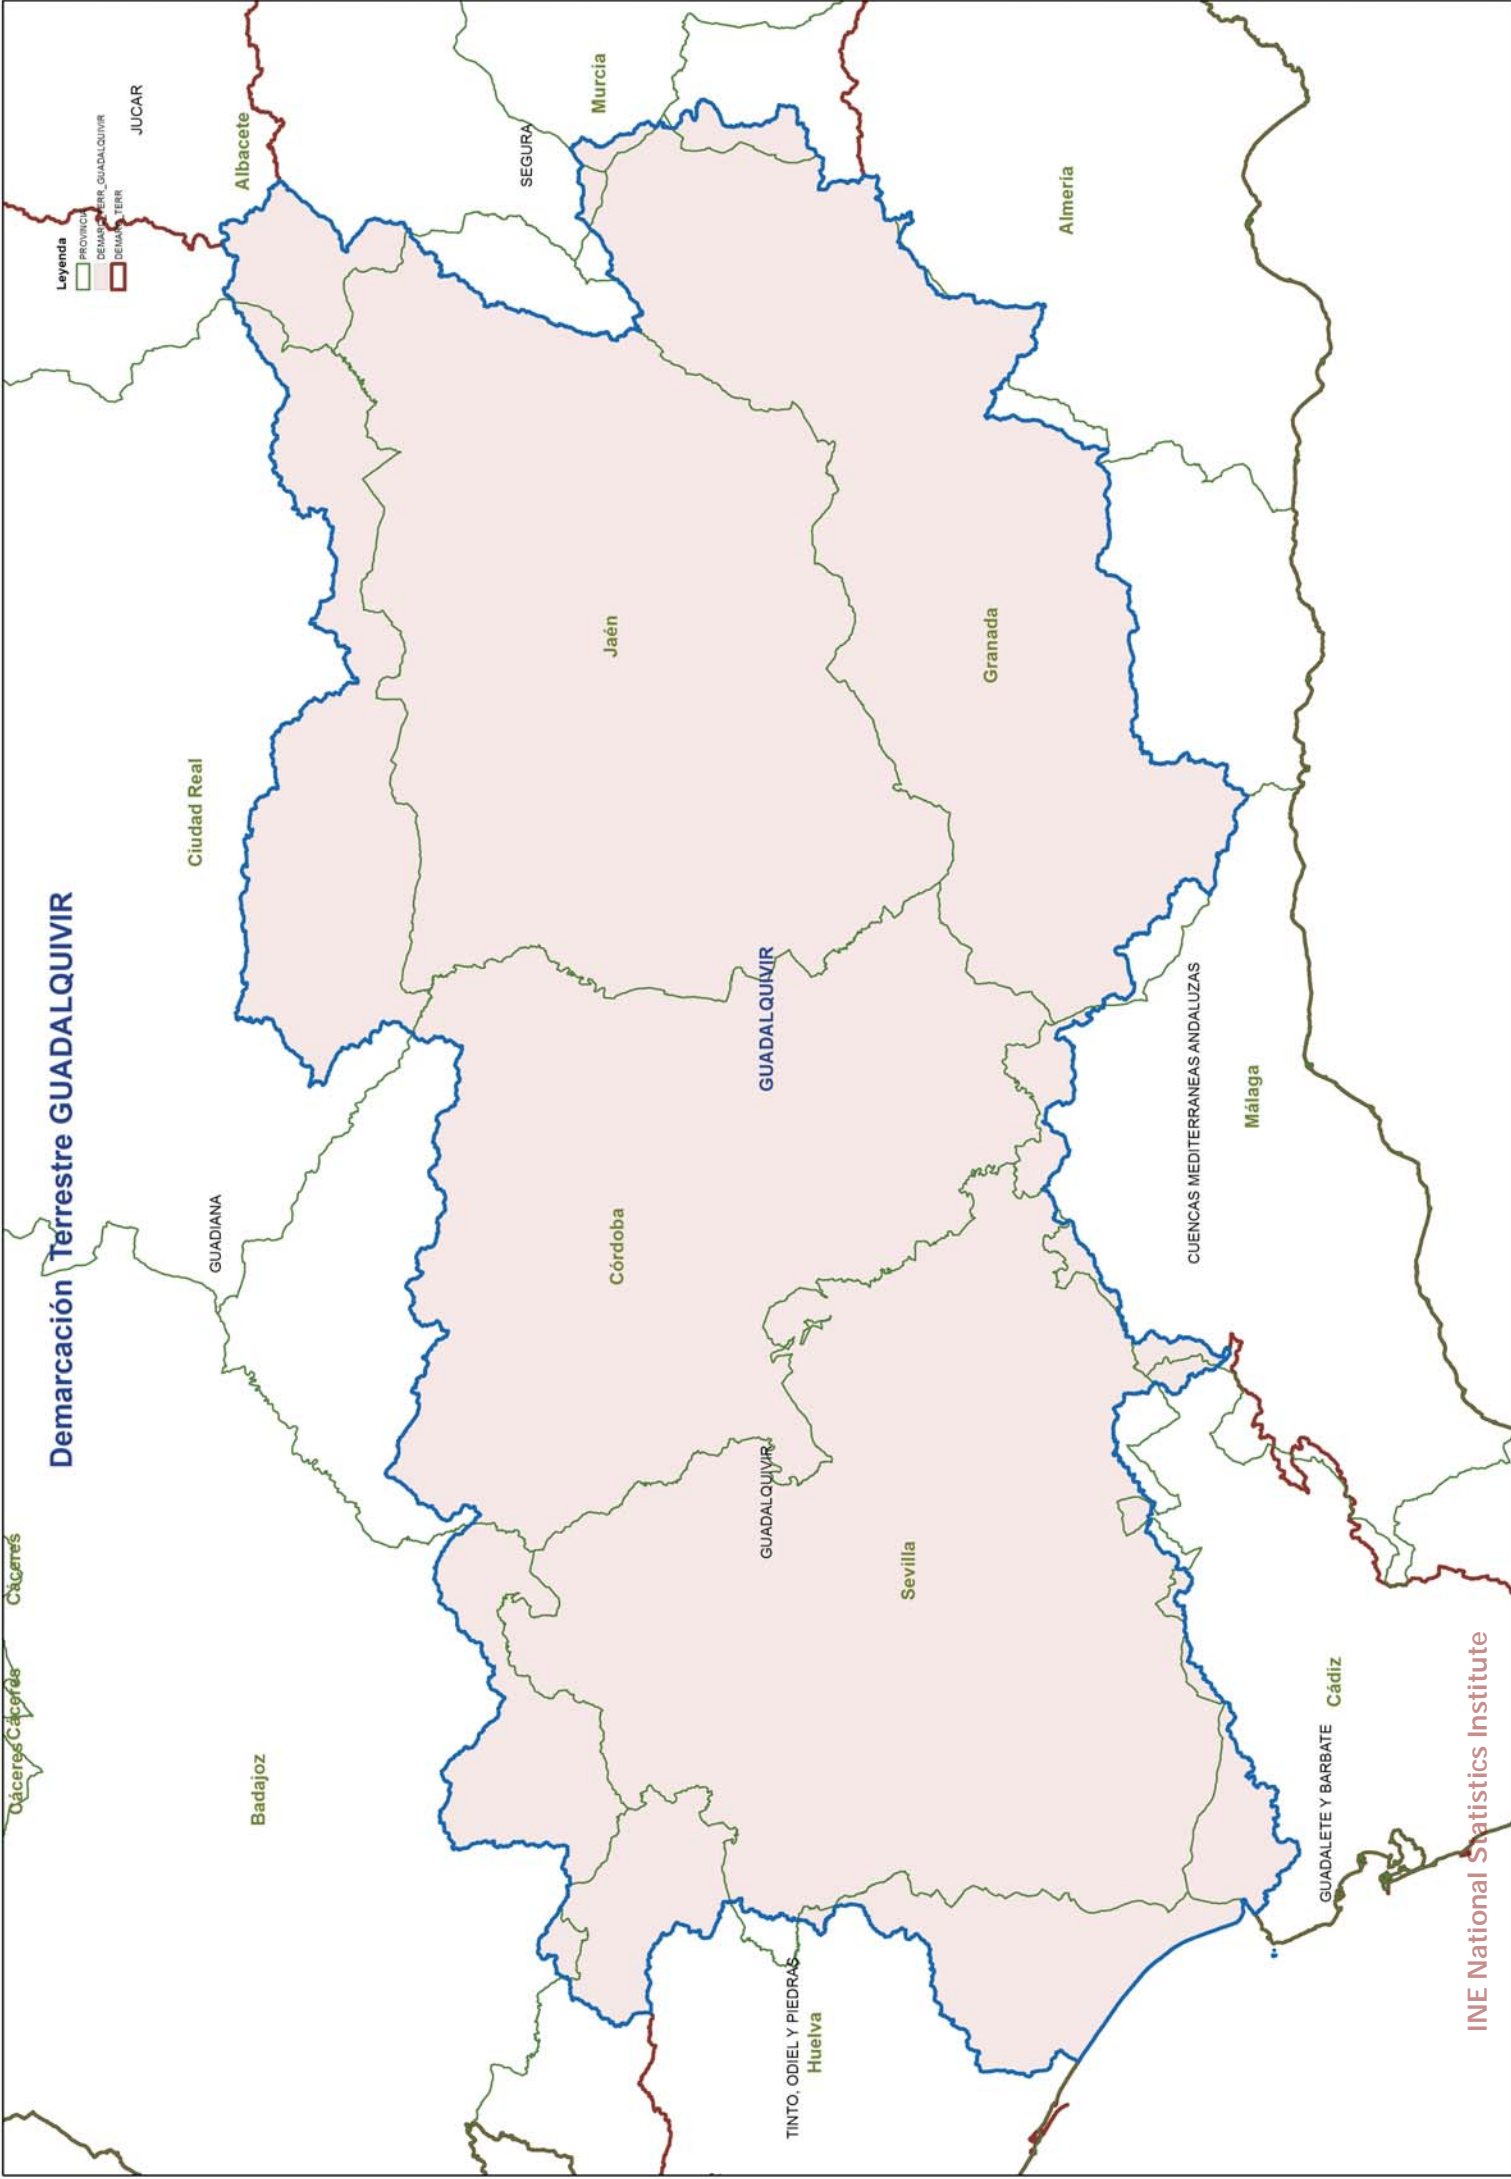 Demarcación Terrestre GUADALQUIVIR
Leyenda
PROVINCIA
DEMARC_TERR_GUADALQUIVIR
DEMARC_TERR
JUCAR
Cáceres
Cáceres
Cáceres
Albacete
Ciudad Real
GUADIANA
Badajoz
SEGURA
Murcia
Jaén
Córdoba
GUADALQUIVIR
GUADALQUIVIR
TINTO, ODIEL Y PIEDRAS
Huelva
Sevilla
Granada
Almería
CUENCAS MEDITERRANEAS ANDALUZAS
Málaga
GUADALETE Y BARBATE
Cádiz
INE National Statistics Institute